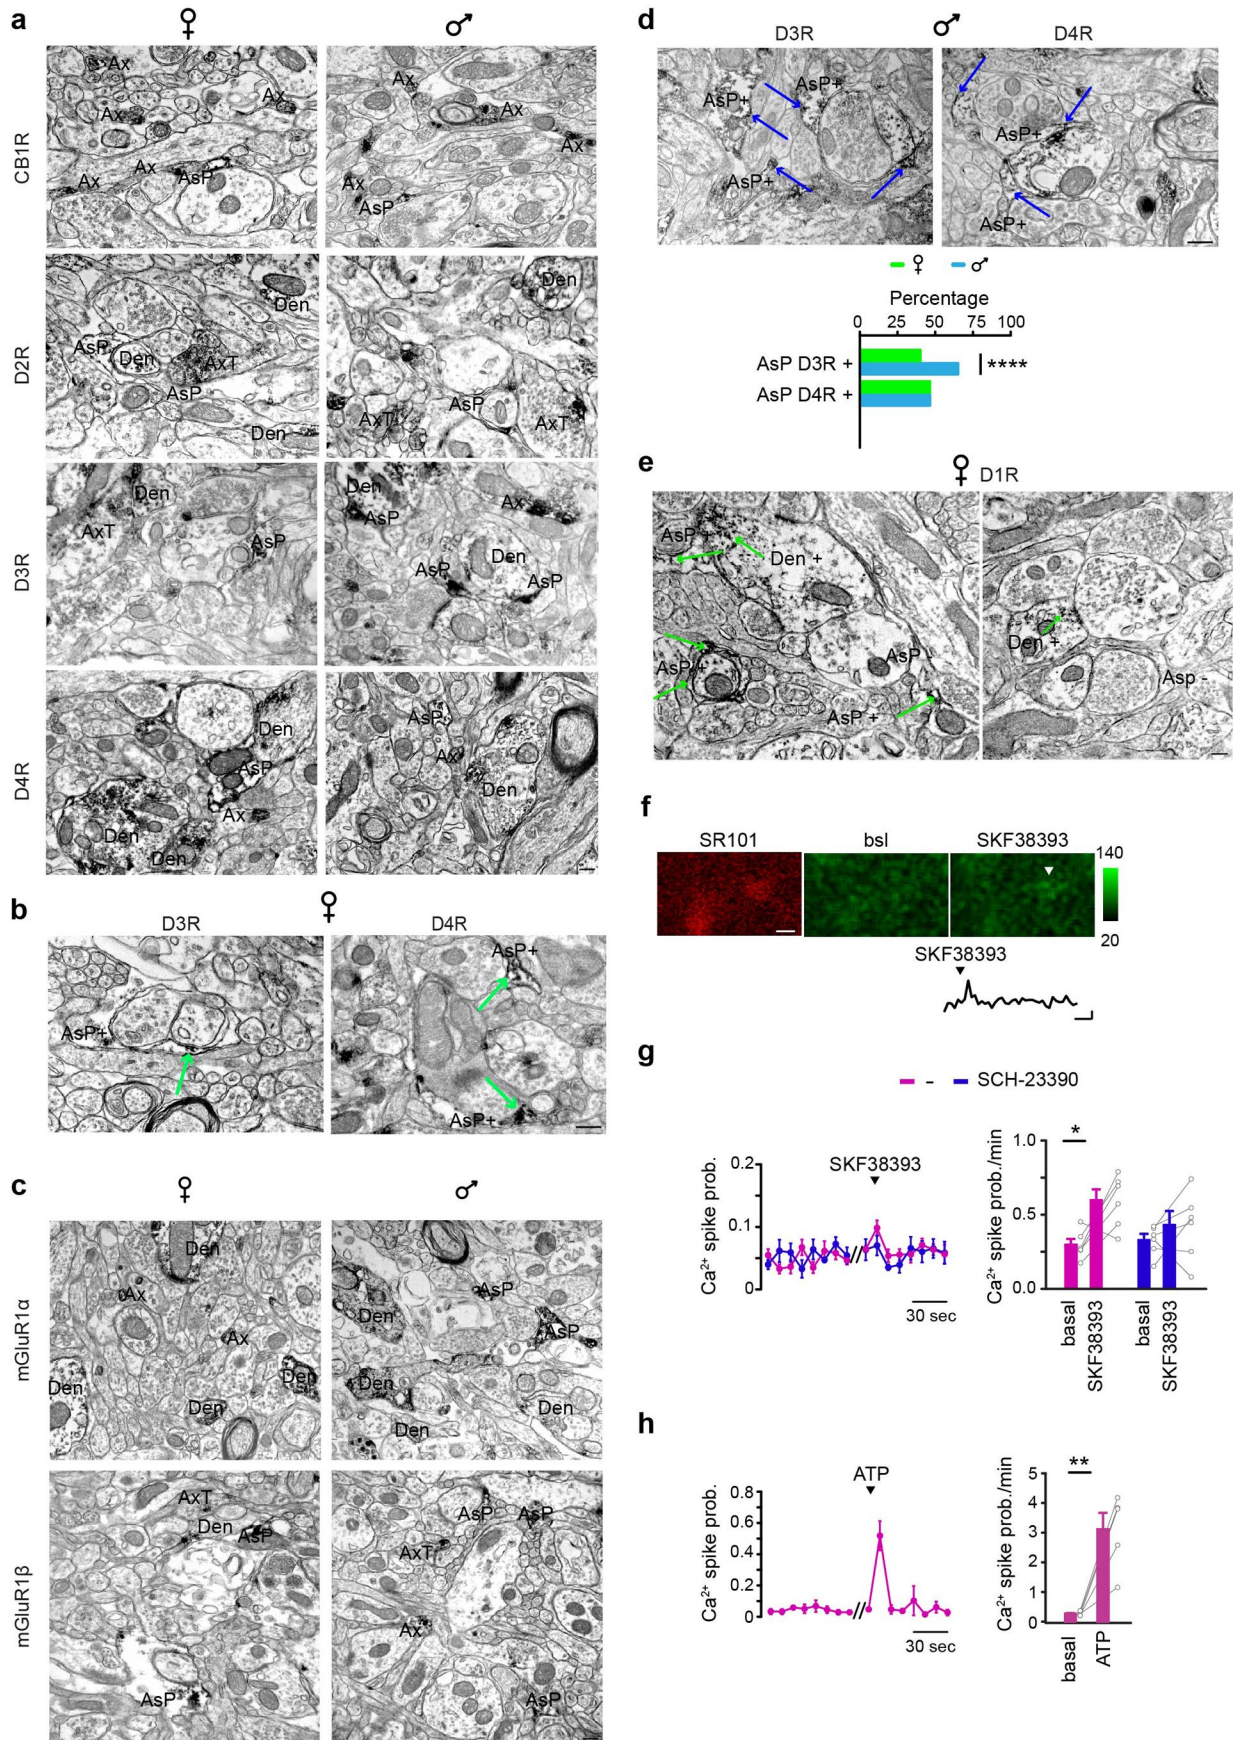 a
♀ ♂
CB1R
Ax
Ax
Ax
Ax
AsP
Ax
Ax
Ax
Ax
Ax
AsP
D2R
Den
AsP
Den
AxT
AsP
Den
Den
AsP
AxT
AxT
D3R
Den
AxT
AsP
Den
AsP
Ax
Den
AsP
AsP
D4R
Den
AsP
Ax
Den
Den
AsP
Ax
Den
b
♀
D3R D4R
AsP+
AsP+
AsP+
c
♀ ♂
mGluR1α
Den
Ax
Ax
Den
Den
Den
AsP
Den
AsP
Den
Den
Den
mGluR1β
AxT
Den
AsP
AsP
AsP
AsP
AxT
Ax
AsP
d
♂
D3R D4R
AsP+
AsP+
AsP+
AsP+
AsP+
♀ ♂
Percentage
0 25 50 75 100
AsP D3R + ****
AsP D4R +
e
♀ D1R
AsP +
Den +
AsP +
AsP
AsP +
Den +
Asp -
f
SR101 bsl SKF38393
140
20
SKF38393
g
- SCH-23390
Ca²⁺ spike prob.
0.2
0.1
0
SKF38393
30 sec
Ca²⁺ spike prob./min
1.0
0.5
0.0
*
basal
SKF38393
basal
SKF38393
h
Ca²⁺ spike prob.
0.8
0.6
0.4
0.2
0
ATP
30 sec
Ca²⁺ spike prob./min
5
4
3
2
1
0
**
basal
ATP